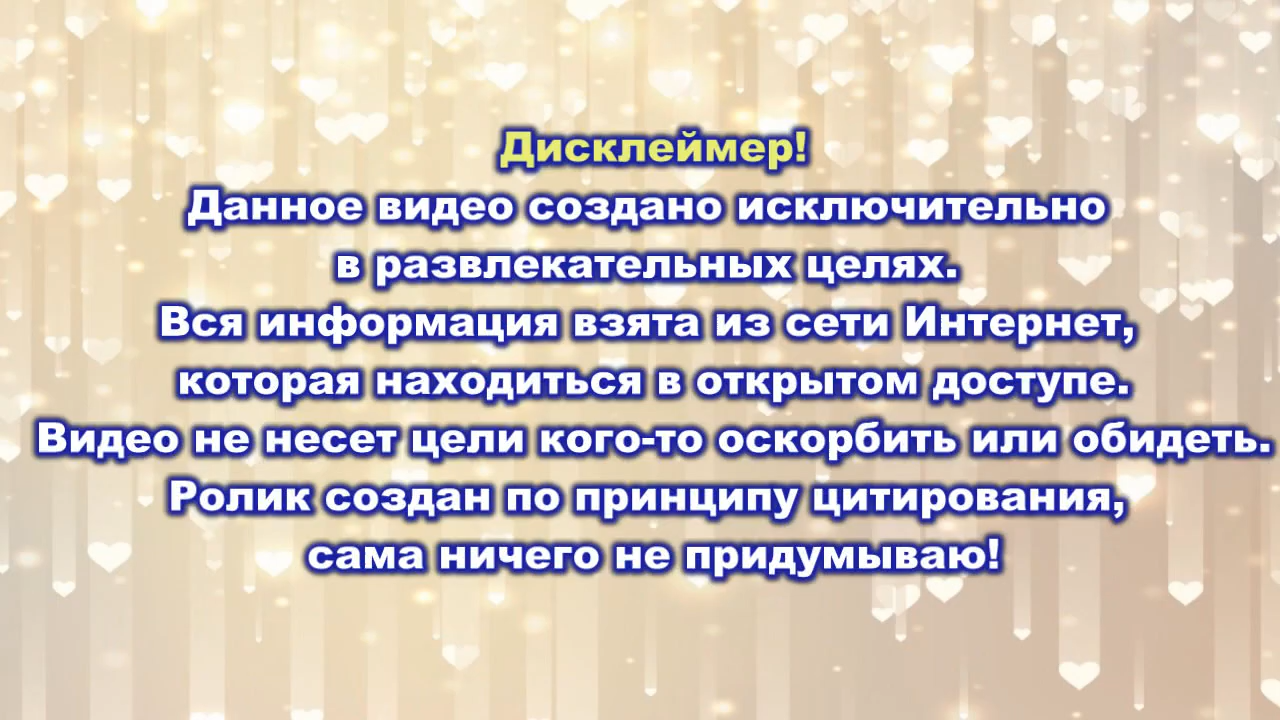 Дисклеймер!
Данное видео создано исключительно
в развлекательных целях.
Вся информация взята из сети Интернет,
которая находиться в открытом доступе.
Видео не несет цели кого-то оскорбить или обидеть.
Ролик создан по принципу цитирования,
сама ничего не придумываю!